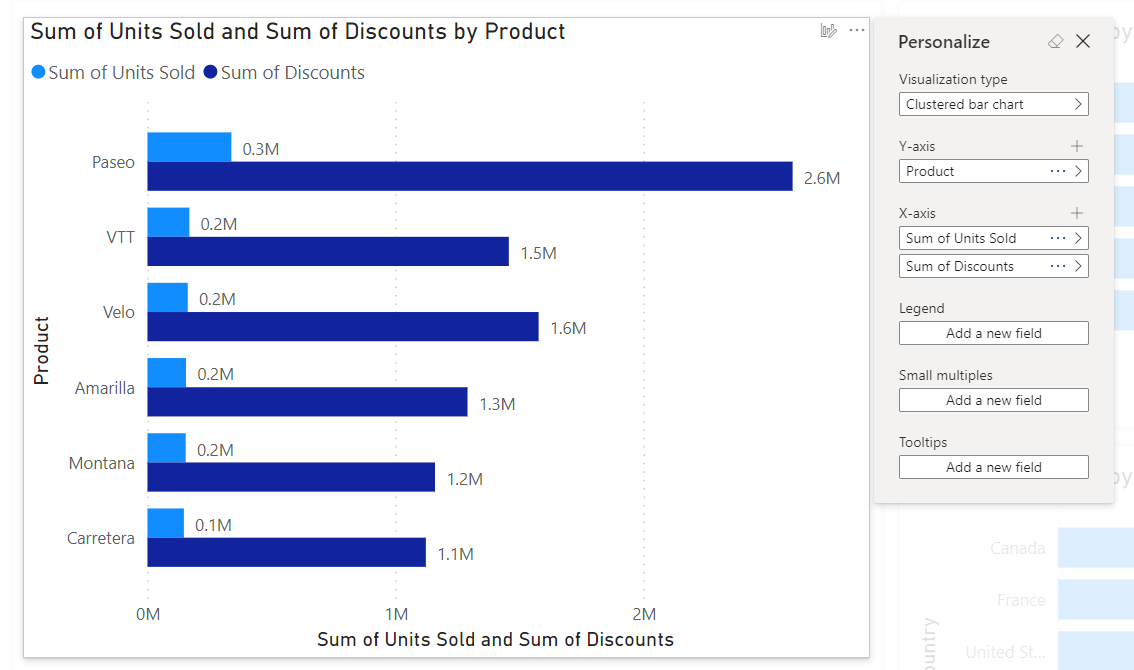 Sum of Units Sold and Sum of Discounts by Product
Sum of Units Sold Sum of Discounts
Paseo
0.3M
2.6M
VTT
0.2M
1.5M
Velo
0.2M
1.6M
Amarilla
0.2M
1.3M
Montana
0.2M
1.2M
Carretera
0.1M
1.1M
Product
0M 1M 2M
Sum of Units Sold and Sum of Discounts
Personalize
Visualization type
Clustered bar chart
Y-axis
Product
X-axis
Sum of Units Sold
Sum of Discounts
Legend
Add a new field
Small multiples
Add a new field
Tooltips
Add a new field
by
by
Canada
France
United St...